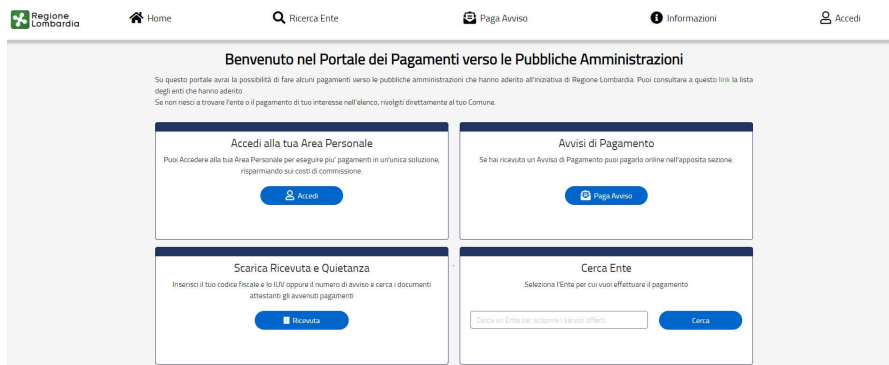 Regione
Lombardia
Home
Ricerca Ente
Paga Avviso
Informazioni
Accedi
Benvenuto nel Portale dei Pagamenti verso le Pubbliche Amministrazioni
Su questo portale avrai la possibilità di fare alcuni pagamenti verso le pubbliche amministrazioni che hanno aderito all'iniziativa di Regione Lombardia. Puoi consultare a questo link la lista
degli enti che hanno aderito.
Se non riesci a trovare l'ente o il pagamento di tuo interesse nell'elenco, rivolgiti direttamente al tuo Comune.
Accedi alla tua Area Personale
Puoi Accedere alla tua Area Personale per eseguire piu' pagamenti in un'unica soluzione,
risparmiando sui costi di commissione.
Accedi
Avvisi di Pagamento
Se hai ricevuto un Avviso di Pagamento puoi pagarlo online nell'apposita sezione
Paga Avviso
Scarica Ricevuta e Quietanza
Inserisci il tuo codice fiscale e lo IUV oppure il numero di avviso e cerca i documenti
attestanti gli avvenuti pagamenti
Ricevuta
Cerca Ente
Seleziona l'Ente per cui vuoi effettuare il pagamento
Cerca un Ente per scoprire i servizi offerti
Cerca